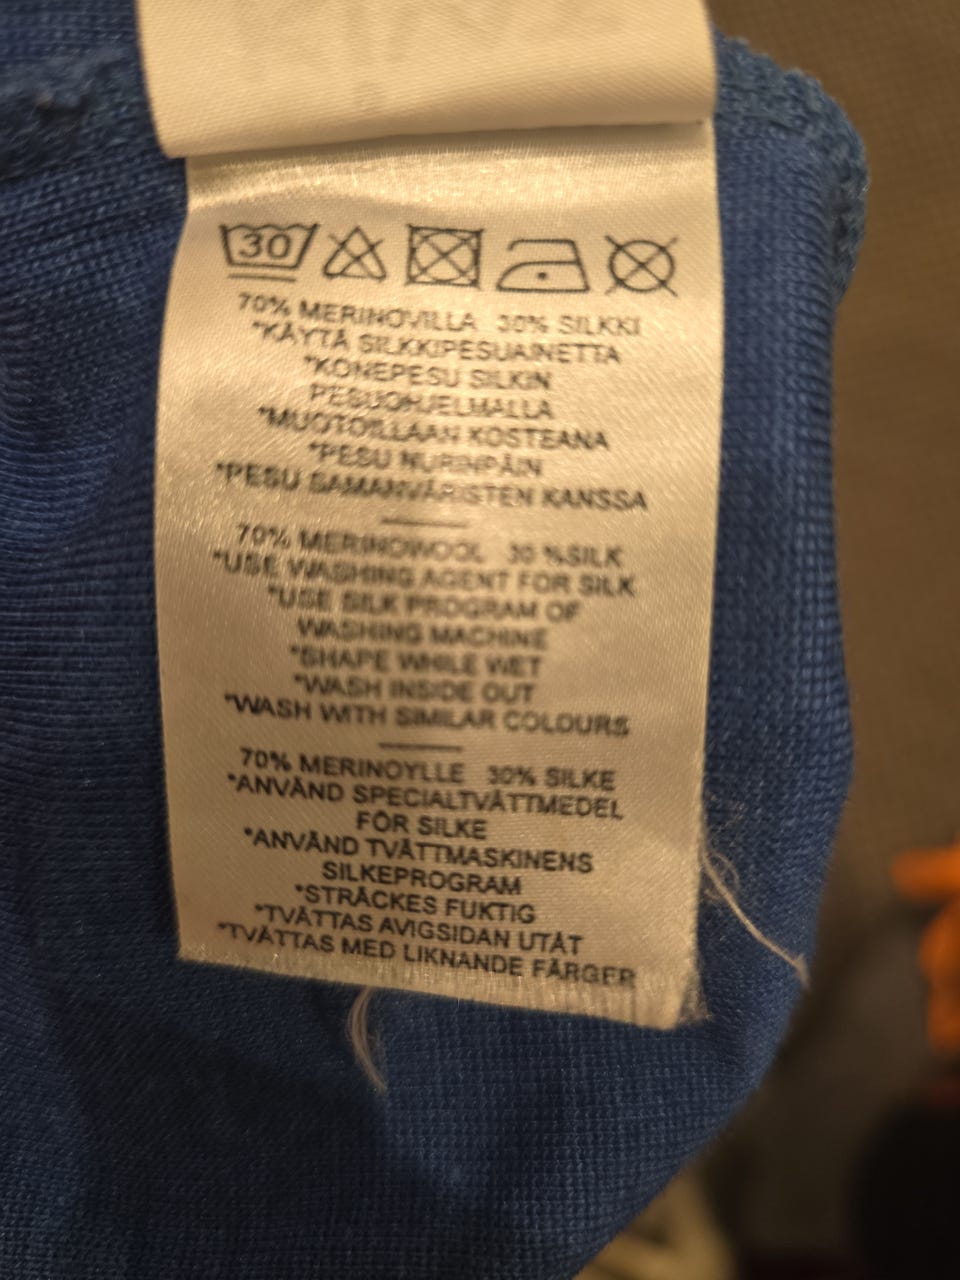 30
70% MERINOVILLA 30% SILKKI
*KÄYTÄ SILKKIPESUAINETTA
*KONEPESU SILKIN
PESUOHJELMALLA
*MUOTOILLAAN KOSTEANA
*PESU NURINPÄIN
*PESU SAMANVÄRISTEN KANSSA
70% MERINOWOOL 30 %SILK
*USE WASHING AGENT FOR SILK
*USE SILK PROGRAM OF
WASHING MACHINE
*SHAPE WHILE WET
*WASH INSIDE OUT
*WASH WITH SIMILAR COLOURS
70% MERINOYLLE 30% SILKE
*ANVÄND SPECIALTVÄTTMEDEL
FÖR SILKE
*ANVÄND TVÄTTMASKINENS
SILKEPROGRAM
*STRÄCKES FUKTIG
*TVÄTTAS AVIGSIDAN UTÅT
*TVÄTTAS MED LIKNANDE FÄRGER